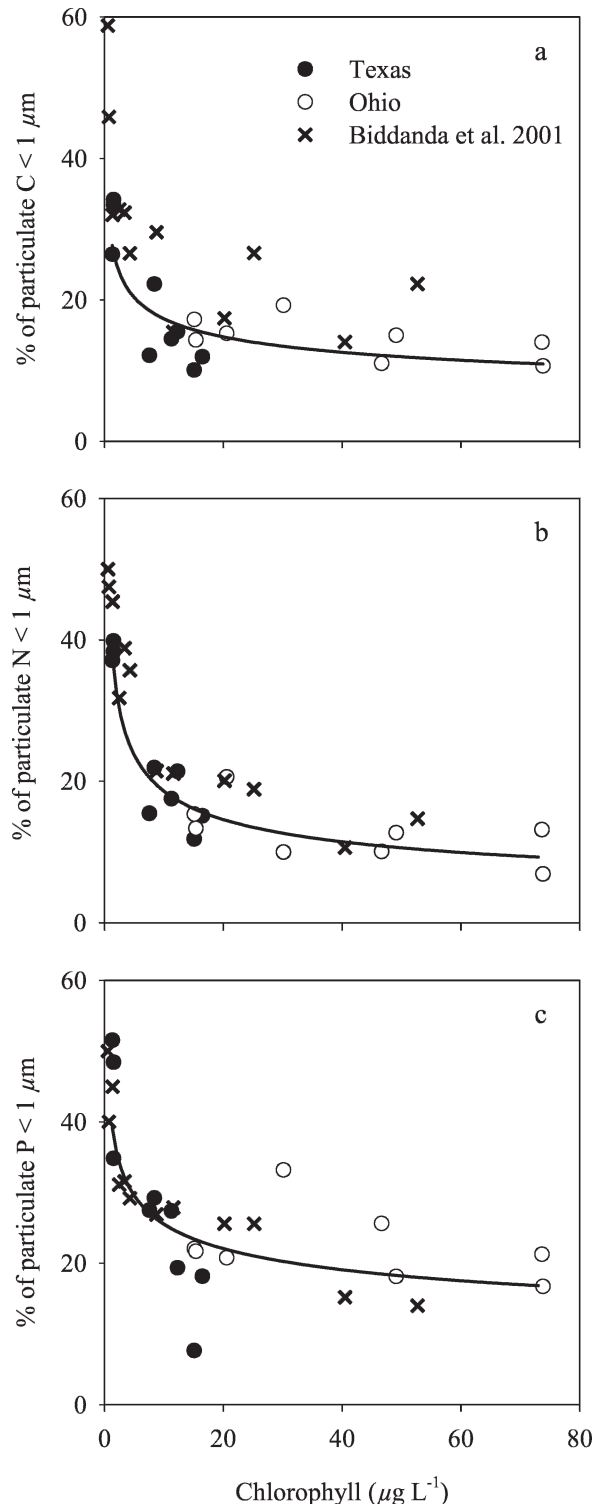 60
a
Texas
Ohio
Biddanda et al. 2001
40
20
0
% of particulate C < 1 μm
60
b
40
20
0
% of particulate N < 1 μm
60
c
40
20
0
% of particulate P < 1 μm
0 20 40 60 80
Chlorophyll (μg L⁻¹)